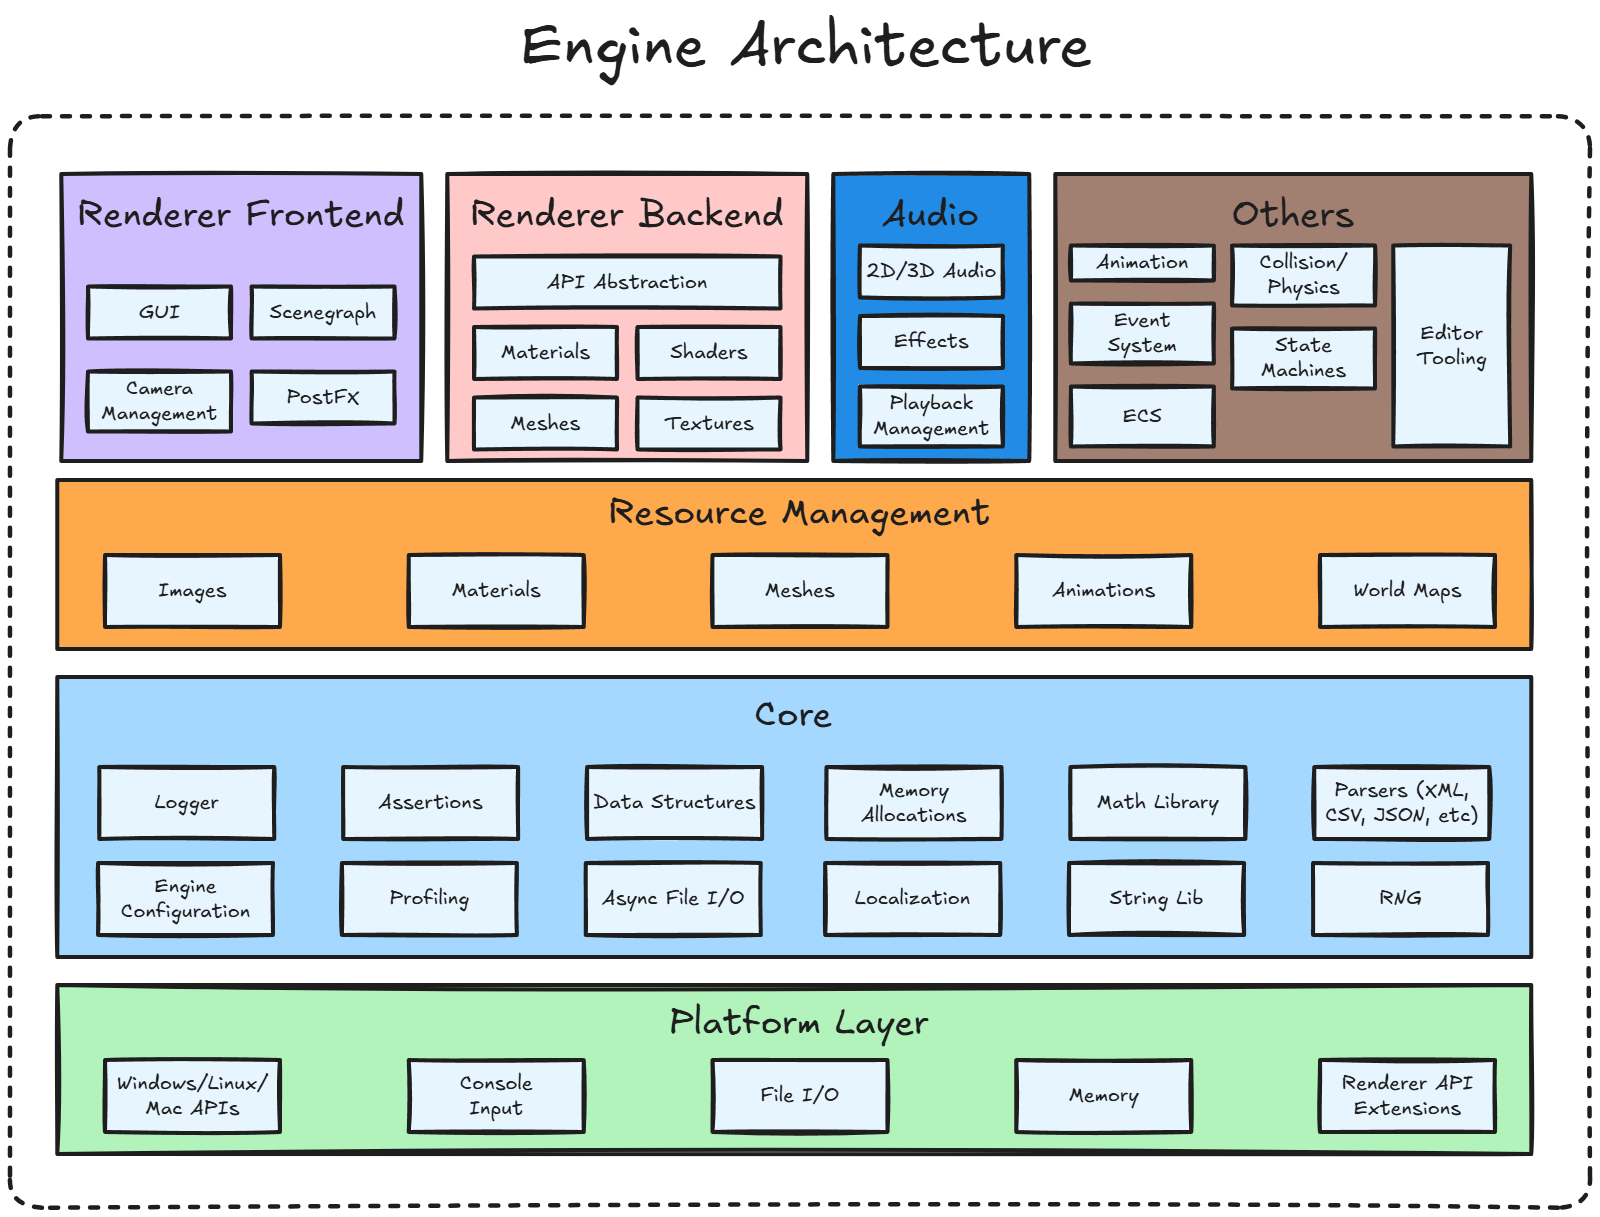 Engine Architecture
Renderer Frontend
GUI
Scenegraph
Camera
Management
PostFX
Renderer Backend
API Abstraction
Materials
Shaders
Meshes
Textures
Audio
2D/3D Audio
Effects
Playback
Management
Others
Animation
Collision/
Physics
Event
System
State
Machines
ECS
Editor
Tooling
Resource Management
Images
Materials
Meshes
Animations
World Maps
Core
Logger
Assertions
Data Structures
Memory
Allocations
Math Library
Parsers (XML,
CSV, JSON, etc)
Engine
Configuration
Profiling
Async File I/O
Localization
String Lib
RNG
Platform Layer
Windows/Linux/
Mac APIs
Console
Input
File I/O
Memory
Renderer API
Extensions